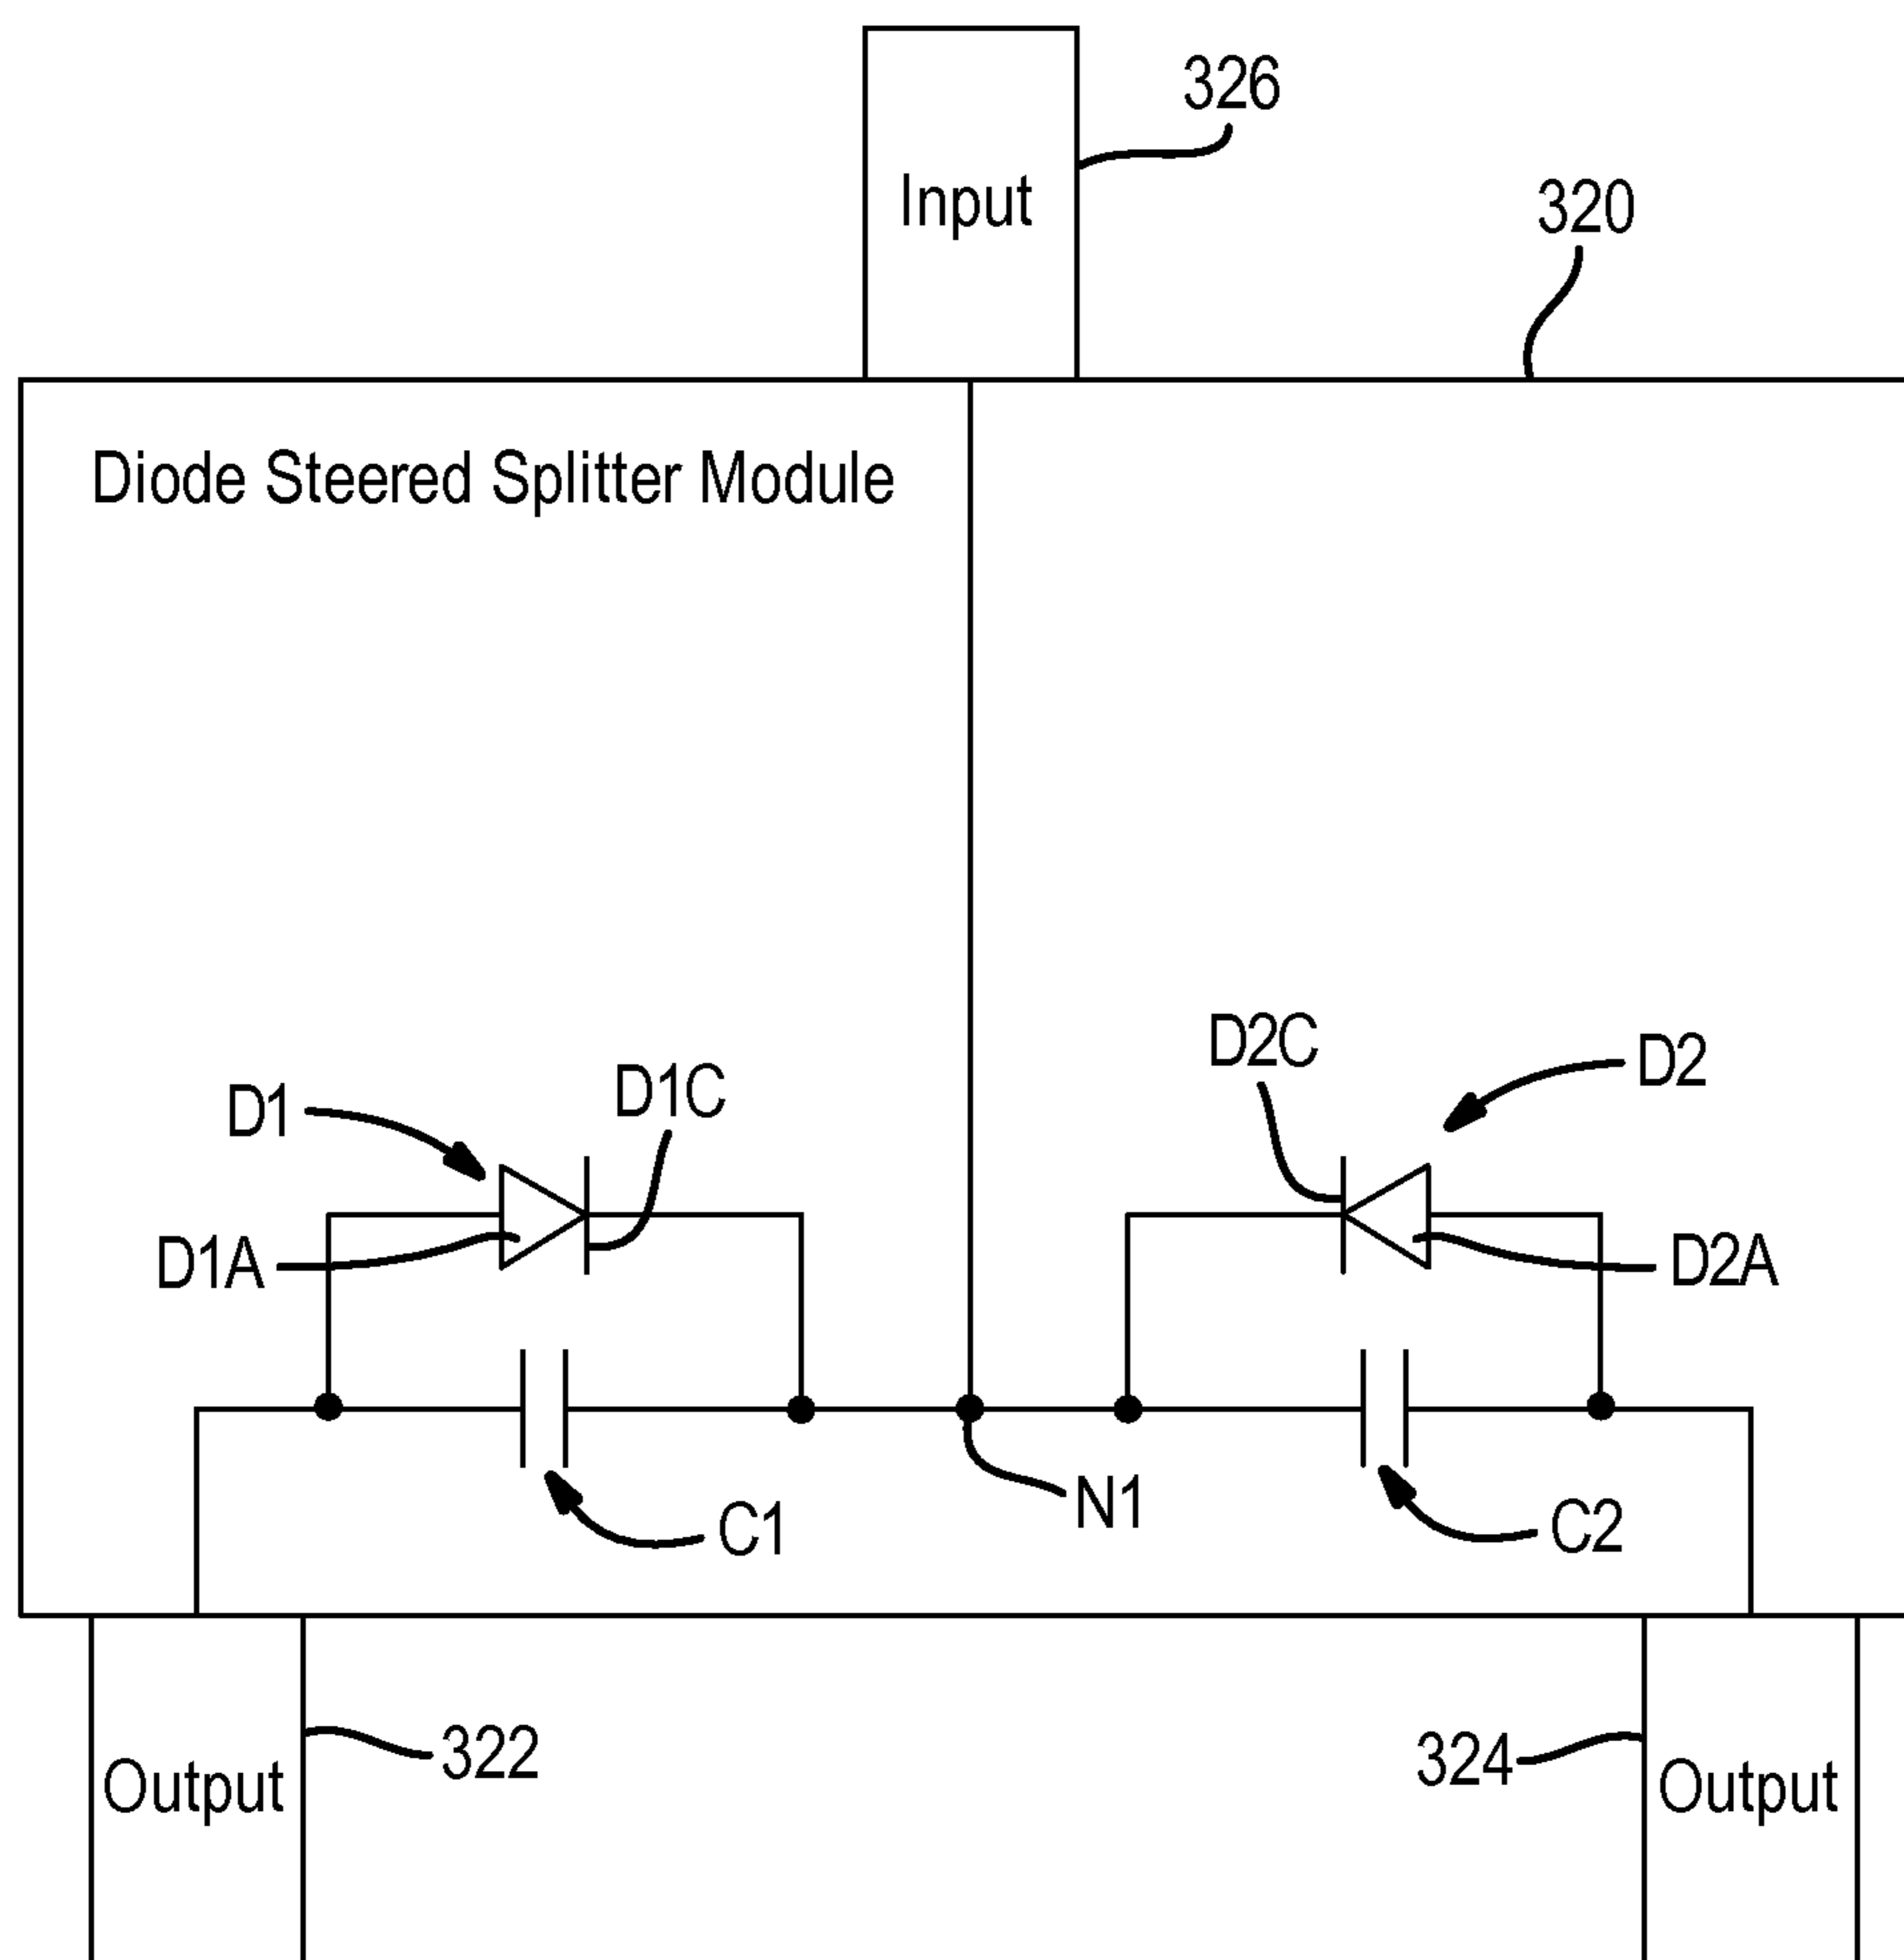 326
Input
320
Diode Steered Splitter Module
D2C
D2
D1C
D1
D1A
D2A
N1
C1
C2
322
324
Output
Output